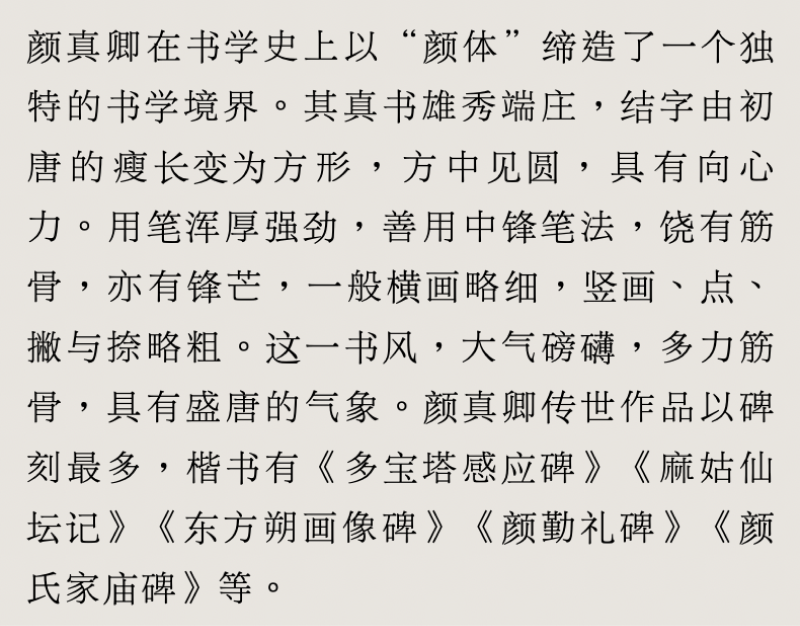 颜真卿在书学史上以“颜体”缔造了一个独
特的书学境界。其真书雄秀端庄，结字由初
唐的瘦长变为方形，方中见圆，具有向心
力。用笔浑厚强劲，善用中锋笔法，饶有筋
骨，亦有锋芒，一般横画略细，竖画、点、
撇与捺略粗。这一书风，大气磅礴，多力筋
骨，具有盛唐的气象。颜真卿传世作品以碑
刻最多，楷书有《多宝塔感应碑》《麻姑仙
坛记》《东方朔画像碑》《颜勤礼碑》《颜
氏家庙碑》等。